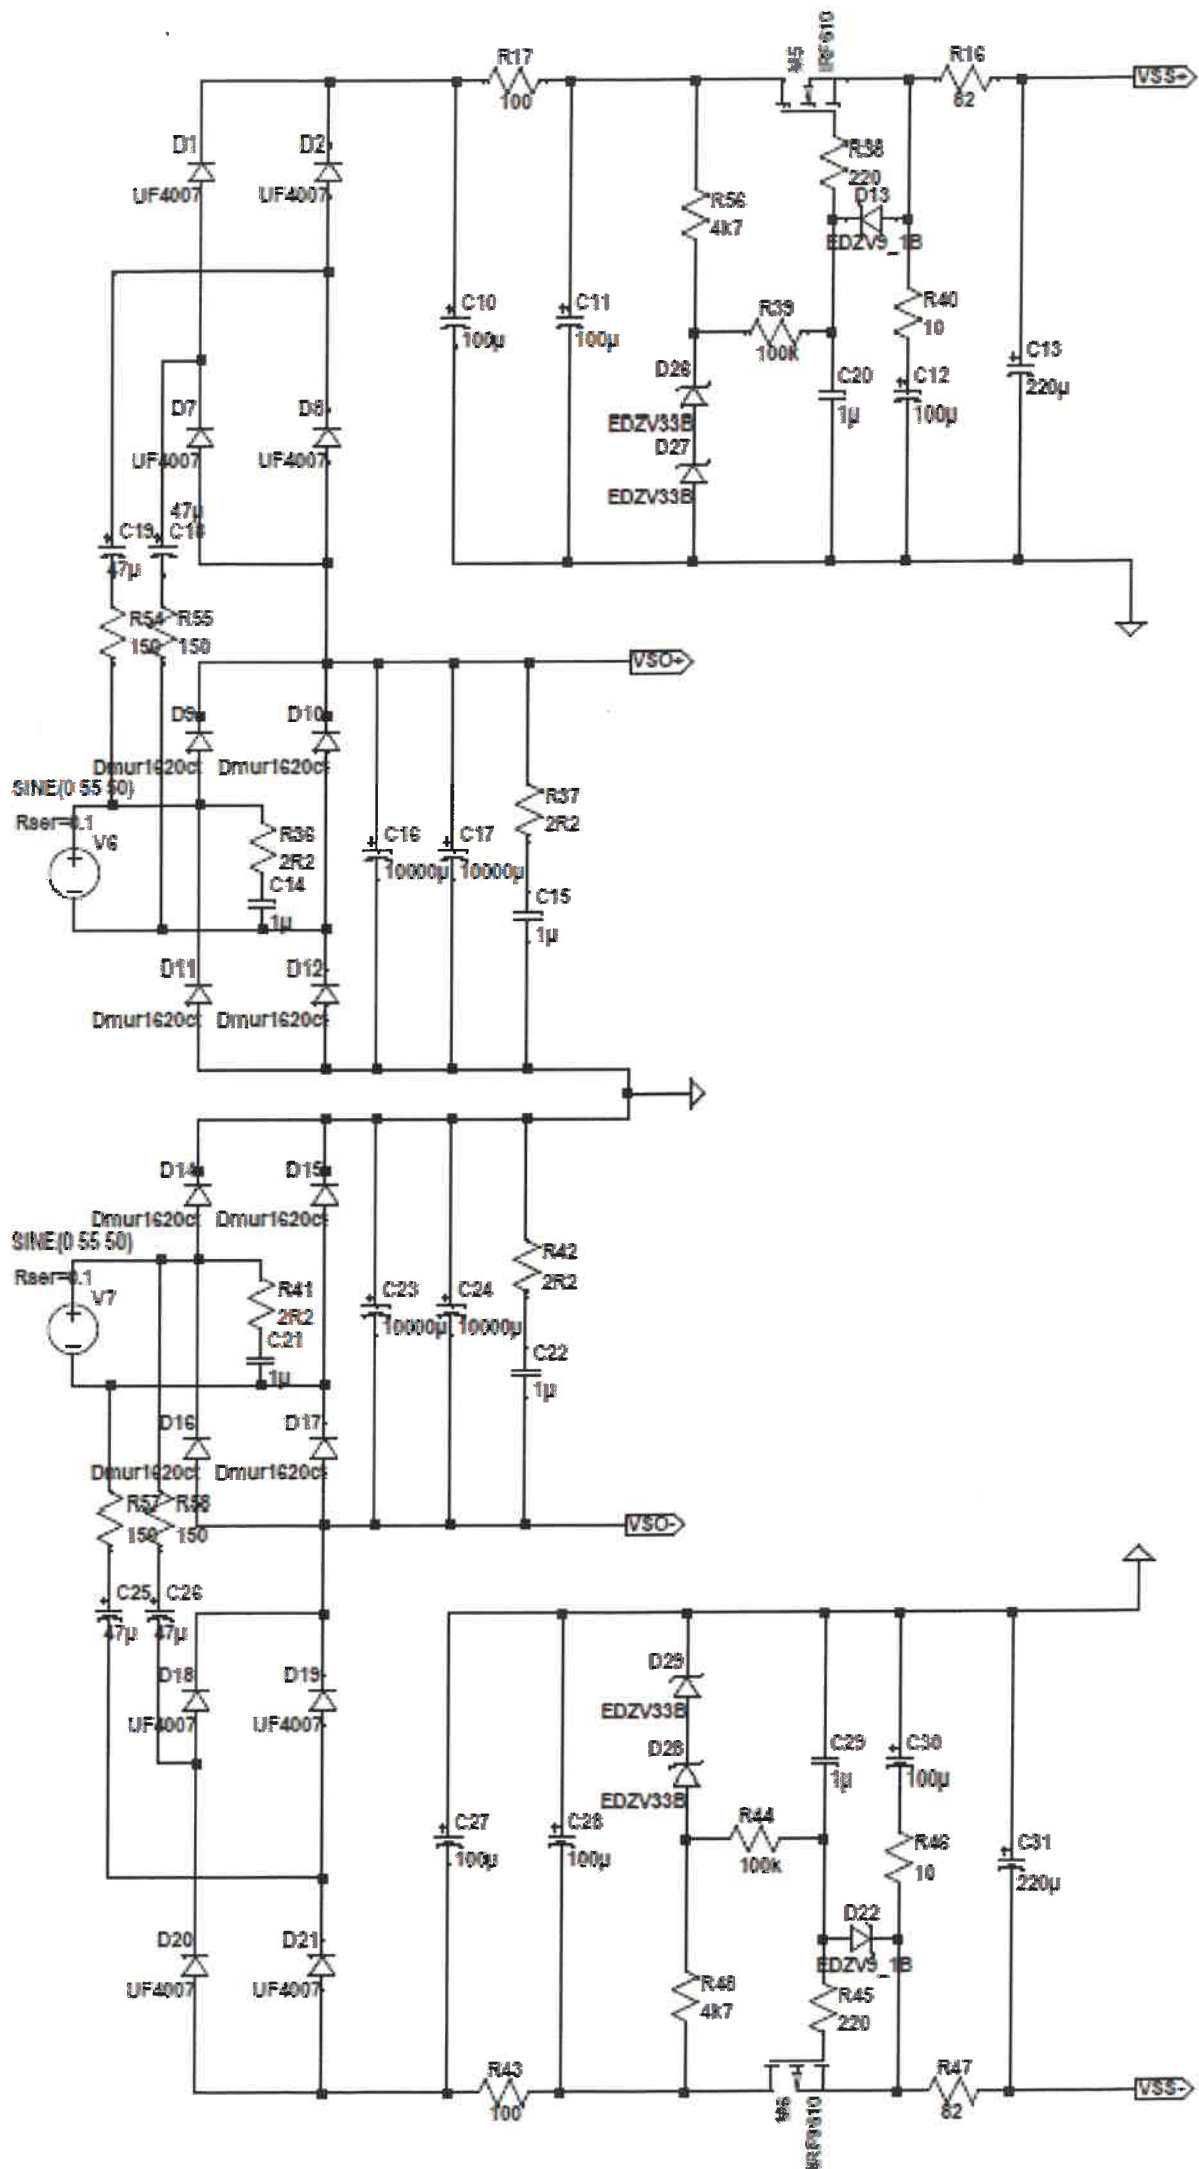 R17
100
M5
IRF610
R16
82
VSS+
D1
UF4007
D2
UF4007
R38
220
D13
EDZV9_1B
R56
4k7
C10
100µ
C11
100µ
R39
100k
R40
10
C13
220µ
D26
EDZV33B
D27
EDZV33B
C20
1µ
C12
100µ
D7
UF4007
D8
UF4007
47µ
C19
47µ
C18
R54
150
R55
150
VSO+
D9
Dmur1620ct
D10
Dmur1620ct
SINE(0 55 50)
Rser=0.1
V6
R36
2R2
C14
1µ
C16
10000µ
C17
10000µ
R37
2R2
C15
1µ
D11
Dmur1620ct
D12
Dmur1620ct
D14
Dmur1620ct
D15
Dmur1620ct
SINE(0 55 50)
Rser=0.1
V7
R41
2R2
C21
1µ
C23
10000µ
C24
10000µ
R42
2R2
C22
1µ
D16
Dmur1620ct
D17
Dmur1620ct
R57
150
R58
150
VSO-
C25
47µ
C26
47µ
D18
UF4007
D19
UF4007
D29
EDZV33B
D28
EDZV33B
C29
1µ
C30
100µ
C27
100µ
C28
100µ
R44
100k
R46
10
C31
220µ
D20
UF4007
D21
UF4007
D22
EDZV9_1B
R48
4k7
R45
220
R43
100
M6
IRF9610
R47
82
VSS-